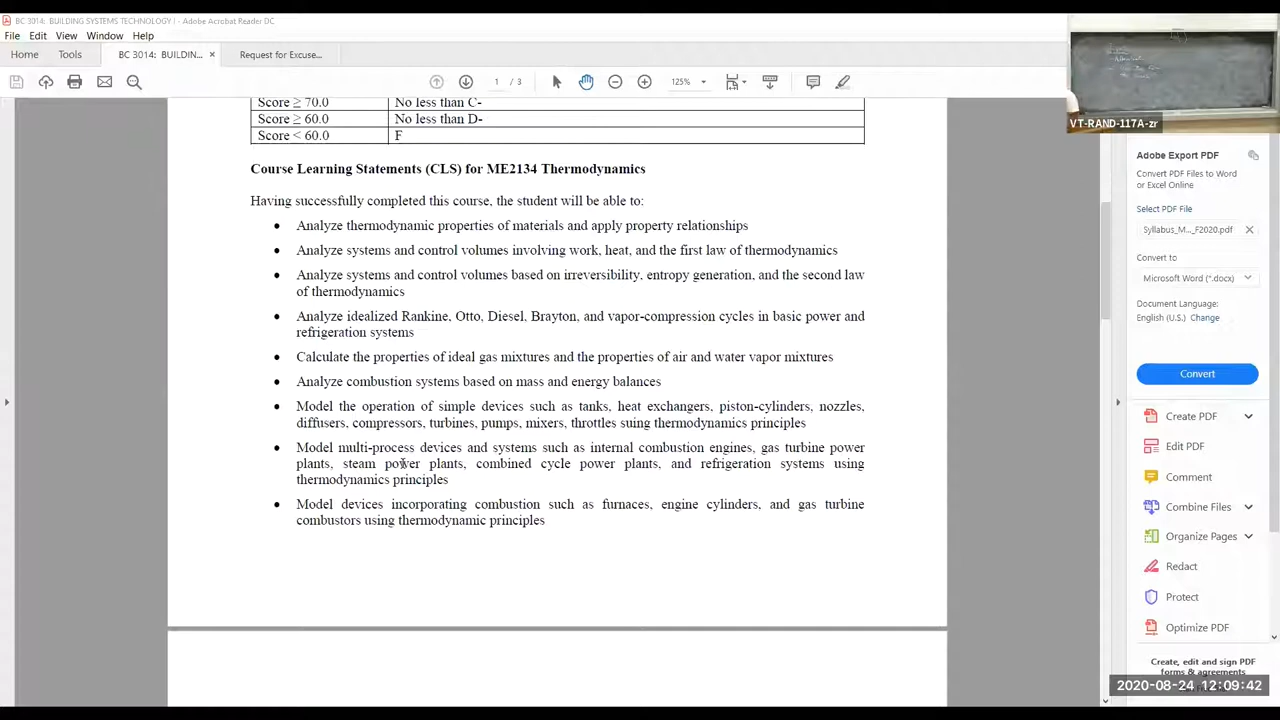 BC 3014: BUILDING SYSTEMS TECHNOLOGY I - Adobe Acrobat Reader DC
File Edit View Window Help
Home Tools BC 3014: BUILDIN... × Request for Excuse...
1 / 3 125%
Score ≥ 70.0 No less than C-
Score ≥ 60.0 No less than D-
Score < 60.0 F
Course Learning Statements (CLS) for ME2134 Thermodynamics
Having successfully completed this course, the student will be able to:
• Analyze thermodynamic properties of materials and apply property relationships
• Analyze systems and control volumes involving work, heat, and the first law of thermodynamics
• Analyze systems and control volumes based on irreversibility, entropy generation, and the second law
of thermodynamics
• Analyze idealized Rankine, Otto, Diesel, Brayton, and vapor-compression cycles in basic power and
refrigeration systems
• Calculate the properties of ideal gas mixtures and the properties of air and water vapor mixtures
• Analyze combustion systems based on mass and energy balances
• Model the operation of simple devices such as tanks, heat exchangers, piston-cylinders, nozzles,
diffusers, compressors, turbines, pumps, mixers, throttles suing thermodynamics principles
• Model multi-process devices and systems such as internal combustion engines, gas turbine power
plants, steam power plants, combined cycle power plants, and refrigeration systems using
thermodynamics principles
• Model devices incorporating combustion such as furnaces, engine cylinders, and gas turbine
combustors using thermodynamic principles
VT-RAND-117A-zr
Adobe Export PDF
Convert PDF Files to Word
or Excel Online
Select PDF File
Syllabus_M..._F2020.pdf
Convert to
Microsoft Word (*.docx)
Document Language:
English (U.S.) Change
Convert
Create PDF
Edit PDF
Comment
Combine Files
Organize Pages
Redact
Protect
Optimize PDF
Create, edit and sign PDF
forms & agreements
2020-08-24 12:09:42